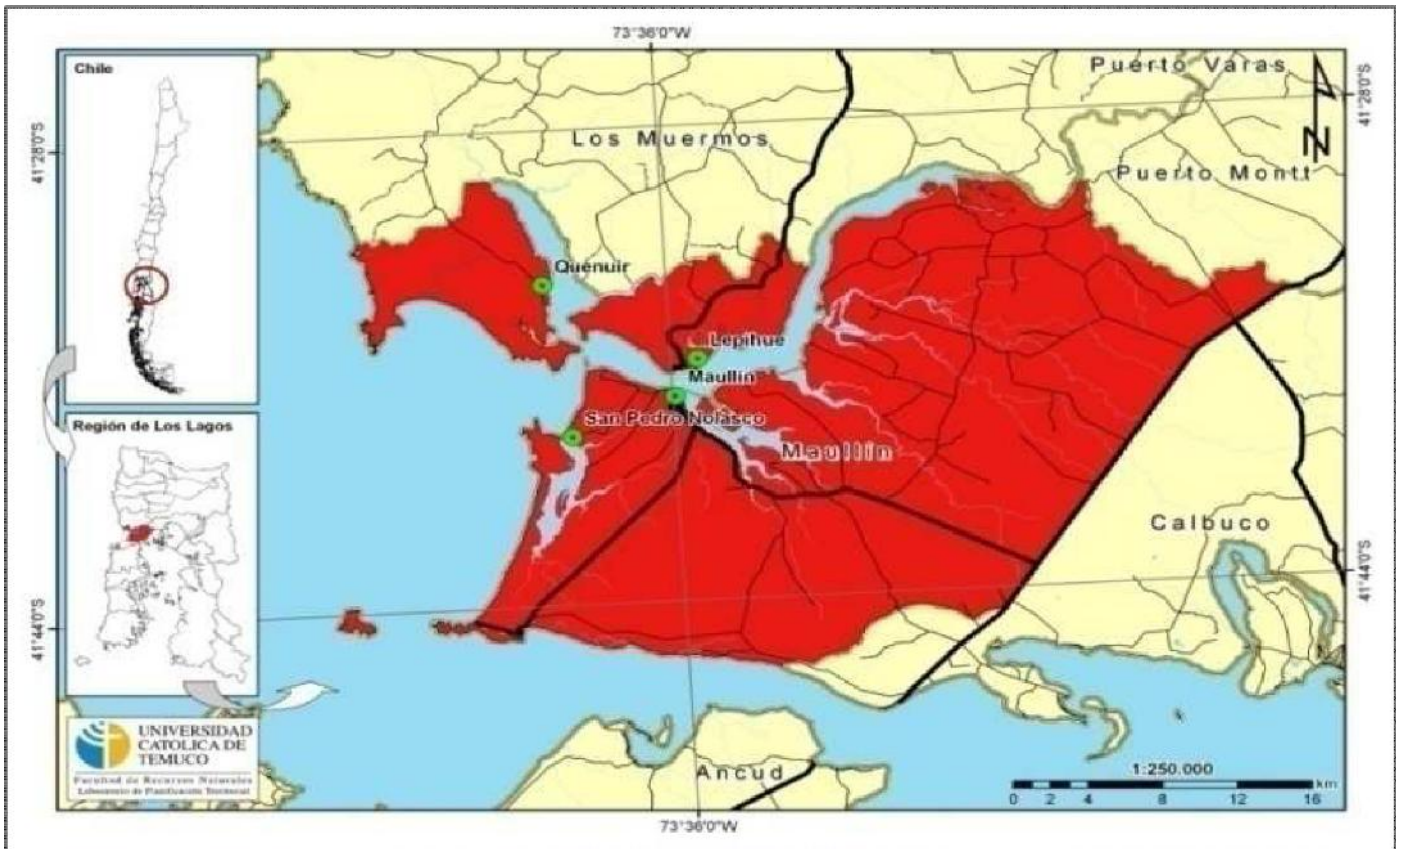 73°36'0"W
Chile
Puerto Varas
41°28'0"S
41°28'0"S
Los Muermos
N
Puerto Montt
Quenuir
Lepihue
Maullin
San Pedro Nolasco
Región de Los Lagos
Maullín
Calbuco
41°44'0"S
41°44'0"S
UNIVERSIDAD
CATOLICA DE
TEMUCO
Facultad de Recursos Naturales
Laboratorio de Planificación Territorial
Ancud
1:250.000
0 2 4 8 12 16 km
73°36'0"W